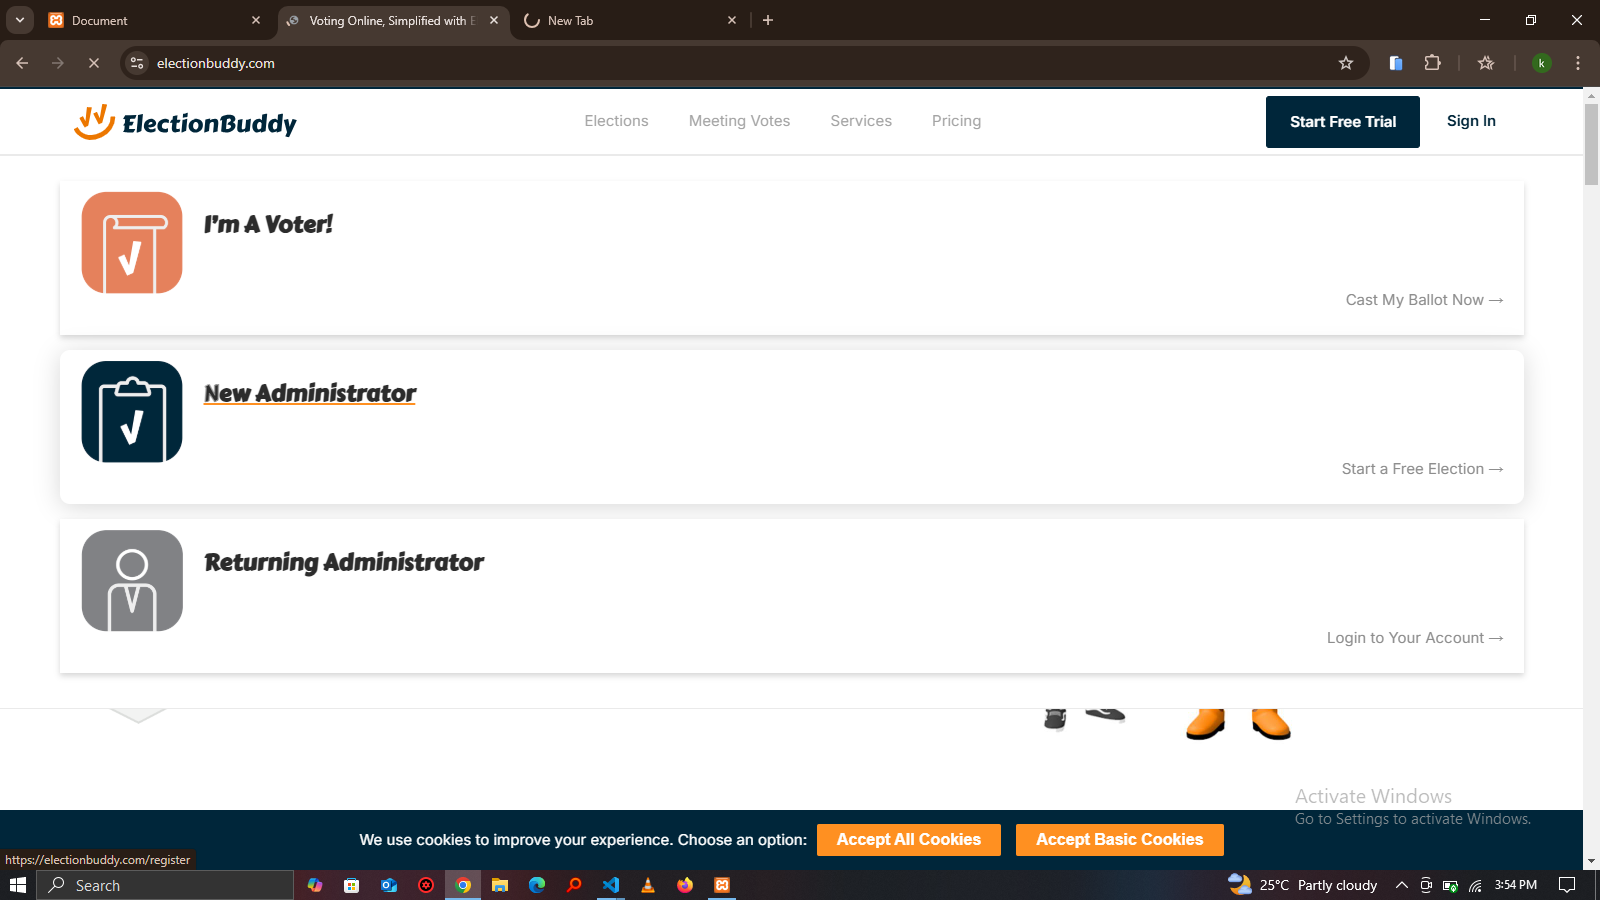 Document
Voting Online, Simplified with E
New Tab
electionbuddy.com
k
ElectionBuddy
Elections
Meeting Votes
Services
Pricing
Start Free Trial
Sign In
I'm A Voter!
Cast My Ballot Now →
New Administrator
Start a Free Election →
Returning Administrator
Login to Your Account →
Activate Windows
Go to Settings to activate Windows.
We use cookies to improve your experience. Choose an option:
Accept All Cookies
Accept Basic Cookies
https://electionbuddy.com/register
Search
25°C Partly cloudy
3:54 PM